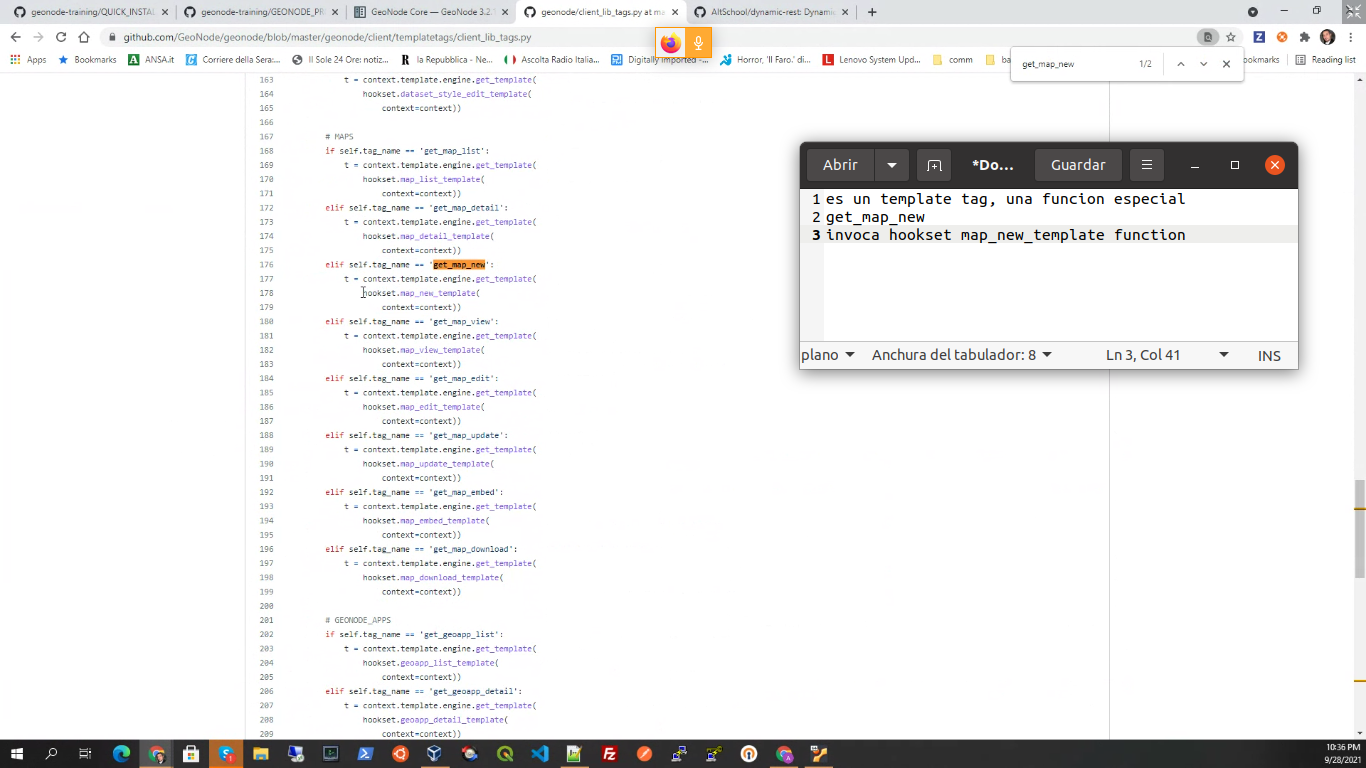 geonode-training/QUICK_INSTAL
geonode-training/GEONODE_PR
GeoNode Core — GeoNode 3.2.
geonode/client_lib_tags.py at ma
AltSchool/dynamic-rest: Dynami
github.com/GeoNode/geonode/blob/master/geonode/client/templatetags/client_lib_tags.py
Apps
Bookmarks
ANSA.it
Corriere della Sera:...
Il Sole 24 Ore: notiz...
la Repubblica - Ne...
Ascolta Radio Italia...
Digitally Imported -...
Horror, 'Il Faro.' di...
Lenovo System Upd...
comm
ba
ookmarks
Reading list
get_map_new
1/2
163 t = context.template.engine.get_template(
164 hookset.dataset_style_edit_template(
165 context=context))
166
167 # MAPS
168 if self.tag_name == 'get_map_list':
169 t = context.template.engine.get_template(
170 hookset.map_list_template(
171 context=context))
172 elif self.tag_name == 'get_map_detail':
173 t = context.template.engine.get_template(
174 hookset.map_detail_template(
175 context=context))
176 elif self.tag_name == 'get_map_new':
177 t = context.template.engine.get_template(
178 hookset.map_new_template(
179 context=context))
180 elif self.tag_name == 'get_map_view':
181 t = context.template.engine.get_template(
182 hookset.map_view_template(
183 context=context))
184 elif self.tag_name == 'get_map_edit':
185 t = context.template.engine.get_template(
186 hookset.map_edit_template(
187 context=context))
188 elif self.tag_name == 'get_map_update':
189 t = context.template.engine.get_template(
190 hookset.map_update_template(
191 context=context))
192 elif self.tag_name == 'get_map_embed':
193 t = context.template.engine.get_template(
194 hookset.map_embed_template(
195 context=context))
196 elif self.tag_name == 'get_map_download':
197 t = context.template.engine.get_template(
198 hookset.map_download_template(
199 context=context))
200
201 # GEONODE_APPS
202 if self.tag_name == 'get_geoapp_list':
203 t = context.template.engine.get_template(
204 hookset.geoapp_list_template(
205 context=context))
206 elif self.tag_name == 'get_geoapp_detail':
207 t = context.template.engine.get_template(
208 hookset.geoapp_detail_template(
209 context=context))
Abrir
*Do...
Guardar
1 es un template tag, una funcion especial
2 get_map_new
3 invoca hookset map_new_template function
plano
Anchura del tabulador: 8
Ln 3, Col 41
INS
10:36 PM
9/28/2021